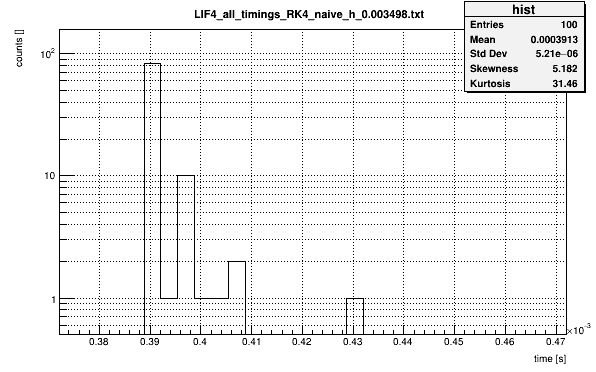 LIF4_all_timings_RK4_naive_h_0.003498.txt
hist
Entries 100
Mean 0.0003913
Std Dev 5.21e−06
Skewness 5.182
Kurtosis 31.46
counts []
10²
10
1
0.38 0.39 0.4 0.41 0.42 0.43 0.44 0.45 0.46 0.47
×10⁻³
time [s]